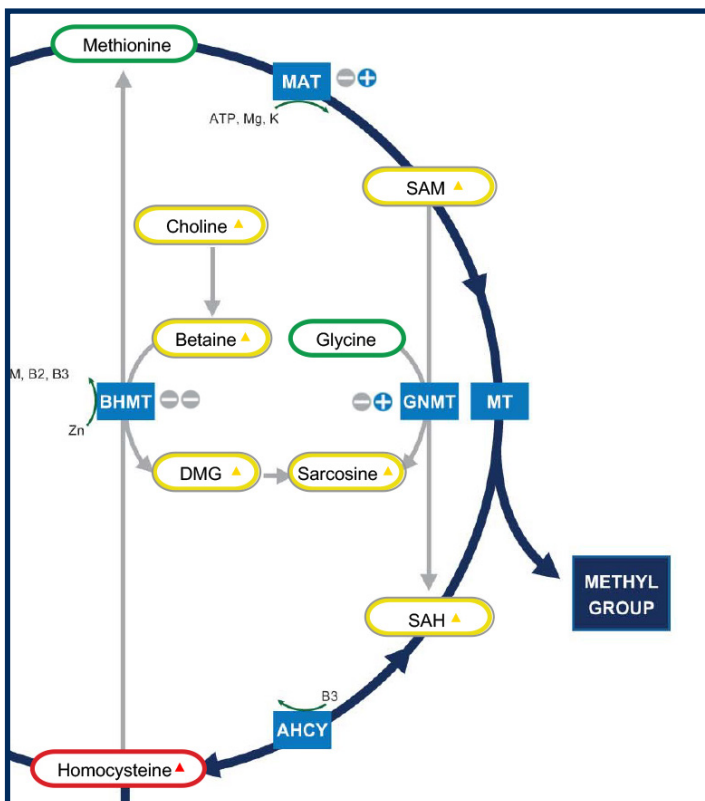 Methionine
MAT
ATP, Mg, K
SAM
Choline
Betaine
Glycine
M, B2, B3
BHMT
GNMT
MT
Zn
DMG
Sarcosine
METHYL
GROUP
SAH
B3
AHCY
Homocysteine